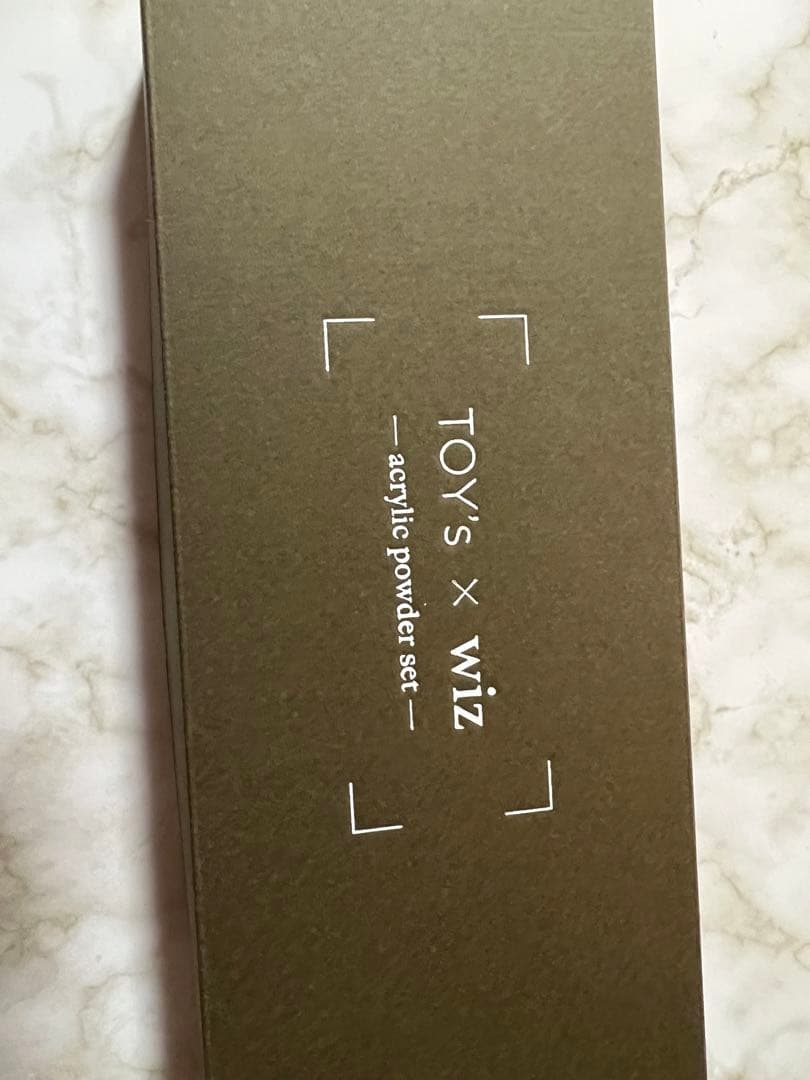 TOY's × wiz
— acrylic powder set —